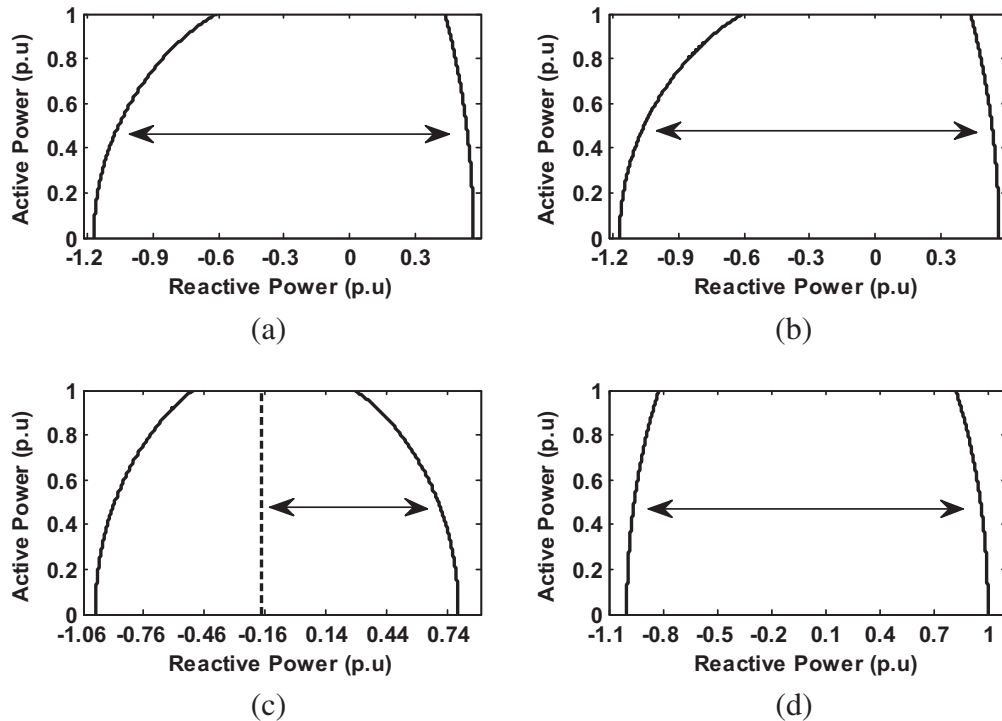 1
0.8
0.6
0.4
0.2
0
Active Power (p.u)
-1.2 -0.9 -0.6 -0.3 0 0.3
Reactive Power (p.u)
(a)
1
0.8
0.6
0.4
0.2
0
Active Power (p.u)
-1.2 -0.9 -0.6 -0.3 0 0.3
Reactive Power (p.u)
(b)
1
0.8
0.6
0.4
0.2
0
Active Power (p.u)
-1.06 -0.76 -0.46 -0.16 0.14 0.44 0.74
Reactive Power (p.u)
(c)
1
0.8
0.6
0.4
0.2
0
Active Power (p.u)
-1.1 -0.8 -0.5 -0.2 0.1 0.4 0.7 1
Reactive Power (p.u)
(d)